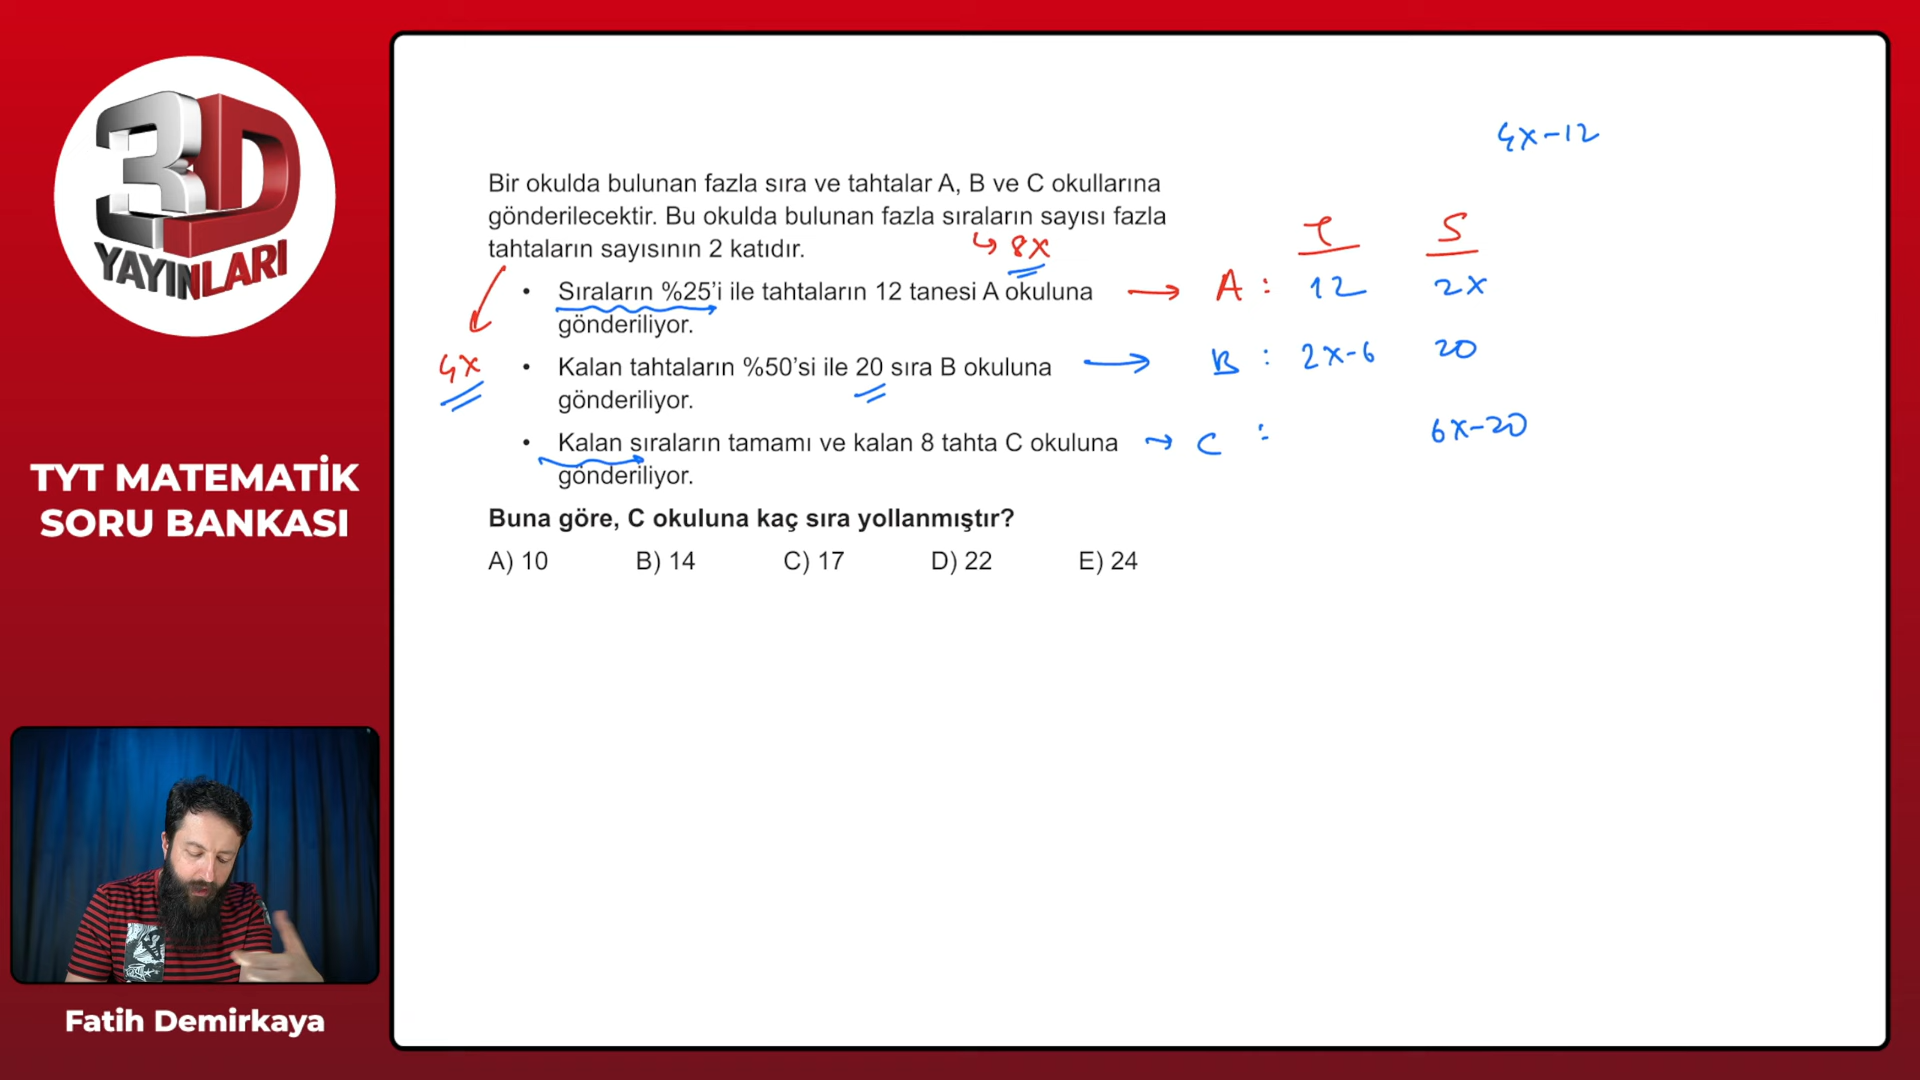 3D
YAYINLARI
TYT MATEMATİK
SORU BANKASI
Fatih Demirkaya
4x-12
Bir okulda bulunan fazla sıra ve tahtalar A, B ve C okullarına
gönderilecektir. Bu okulda bulunan fazla sıraların sayısı fazla
tahtaların sayısının 2 katıdır.
↳ 8x
T S
• Sıraların %25'i ile tahtaların 12 tanesi A okuluna
gönderiliyor.
→ A : 12 2x
4x
• Kalan tahtaların %50'si ile 20 sıra B okuluna
gönderiliyor.
→ B : 2x-6 20
• Kalan sıraların tamamı ve kalan 8 tahta C okuluna
gönderiliyor.
→ C : 6x-20
Buna göre, C okuluna kaç sıra yollanmıştır?
A) 10 B) 14 C) 17 D) 22 E) 24